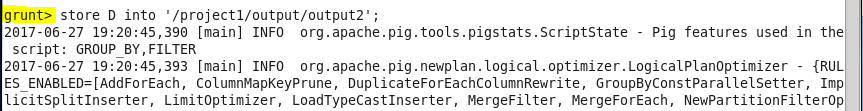 grunt> store D into '/project1/output/output2';
2017-06-27 19:20:45,390 [main] INFO  org.apache.pig.tools.pigstats.ScriptState - Pig features used in the
 script: GROUP_BY,FILTER
2017-06-27 19:20:45,393 [main] INFO  org.apache.pig.newplan.logical.optimizer.LogicalPlanOptimizer - {RUL
ES_ENABLED=[AddForEach, ColumnMapKeyPrune, DuplicateForEachColumnRewrite, GroupByConstParallelSetter, Imp
licitSplitInserter, LimitOptimizer, LoadTypeCastInserter, MergeFilter, MergeForEach, NewPartitionFilterOp